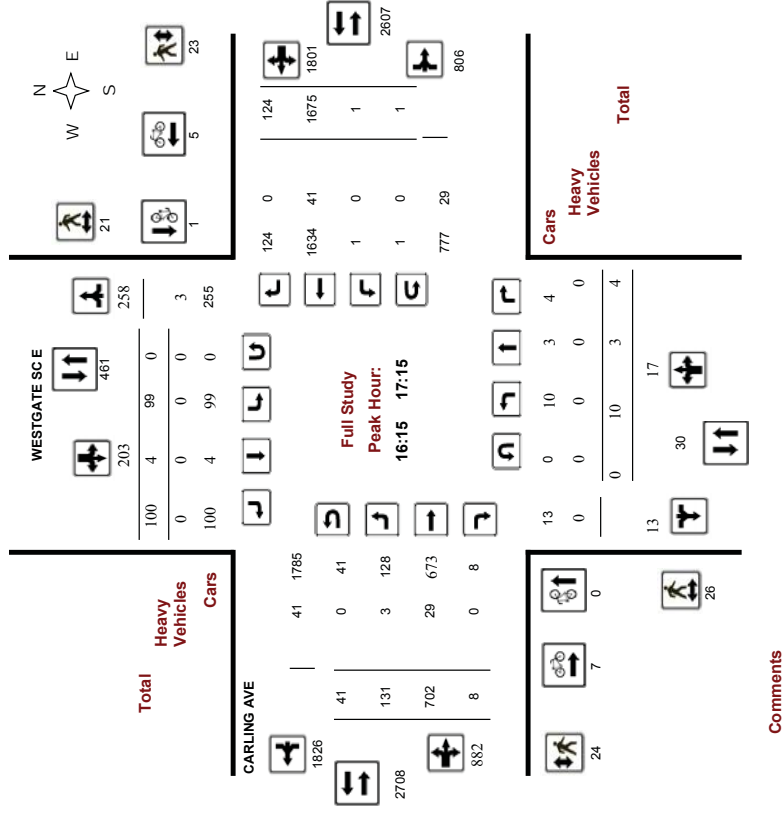 N
W E
S
WESTGATE SC E
23
21
5
1
461
203
258
Total
100 4 99 0
Heavy Vehicles
0 0 0 0 3
Cars
100 4 99 0 255
2607
1801
806
124 0 124
1634 41 1675
1 0 1
1 0 1
777 29
Full Study
Peak Hour:
16:15 17:15
CARLING AVE
41 1785
1826
41 0 41
131 3 128
702 29 673
8 0 8
2708
882
Cars
13 0 10 3 4
Heavy
Vehicles
0 0 0 0 0
Total
13 0 10 3 4
17
30
0
7
24
26
Comments